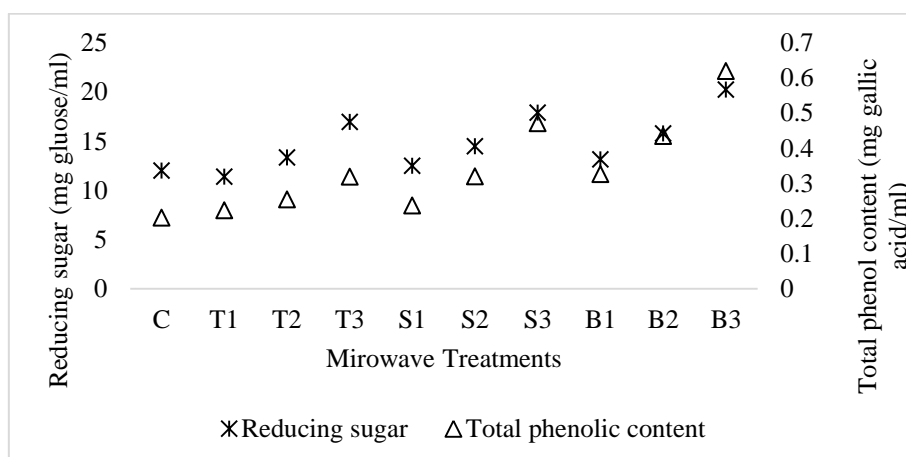 Reducing sugar (mg gluose/ml)
25
20
15
10
5
0
0.7
0.6
0.5
0.4
0.3
0.2
0.1
0
Total phenol content (mg gallic
acid/ml)
C T1 T2 T3 S1 S2 S3 B1 B2 B3
Mirowave Treatments
Reducing sugar Total phenolic content